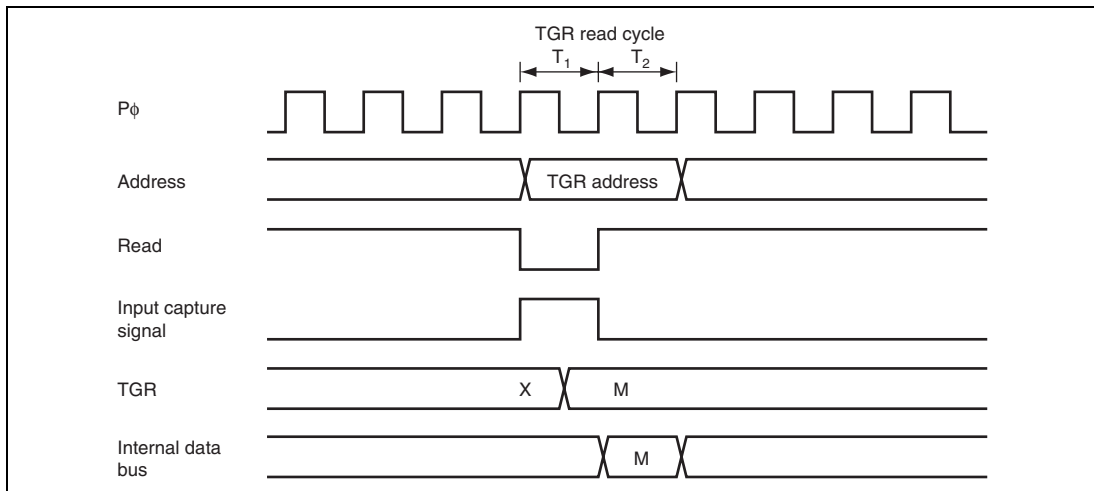 TGR read cycle
T1 T2
Pϕ
Address
TGR address
Read
Input capture
signal
TGR
X M
Internal data
bus
M